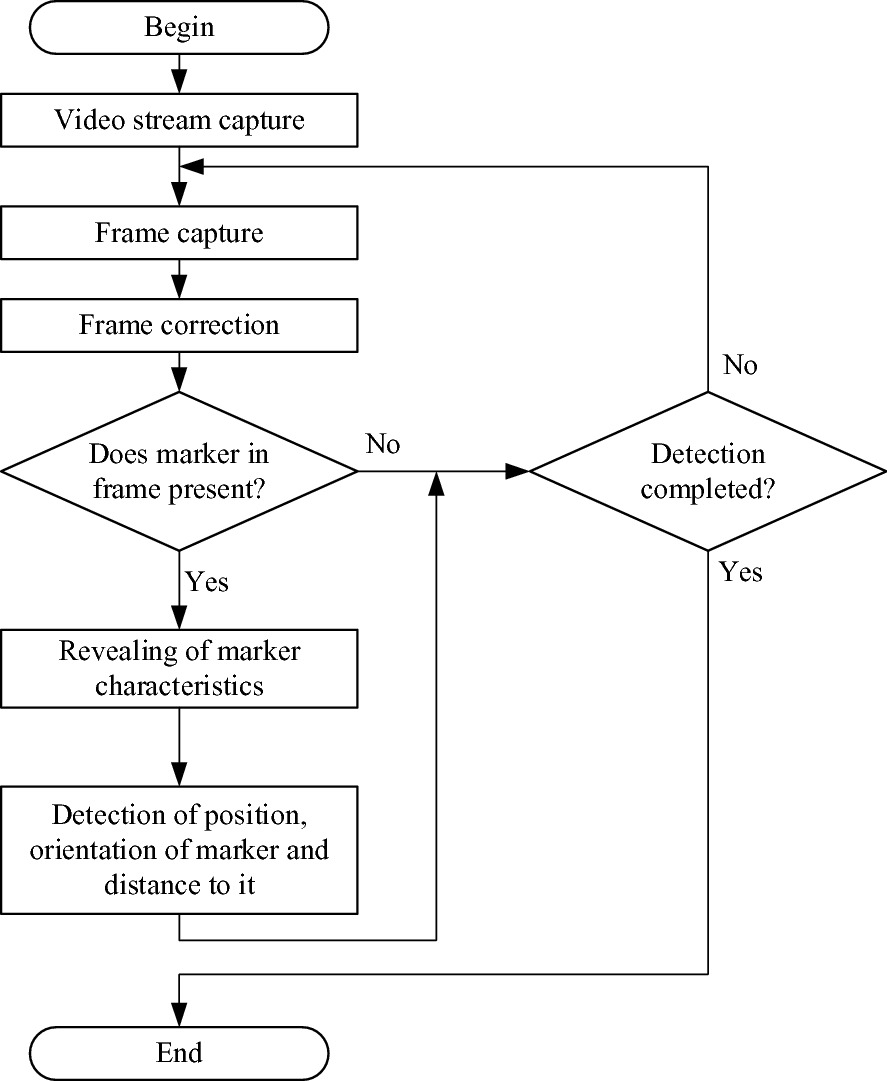 Begin
Video stream capture
Frame capture
Frame correction
Does marker in
frame present?
No
Yes
Detection
completed?
No
Yes
Revealing of marker
characteristics
Detection of position,
orientation of marker and
distance to it
End